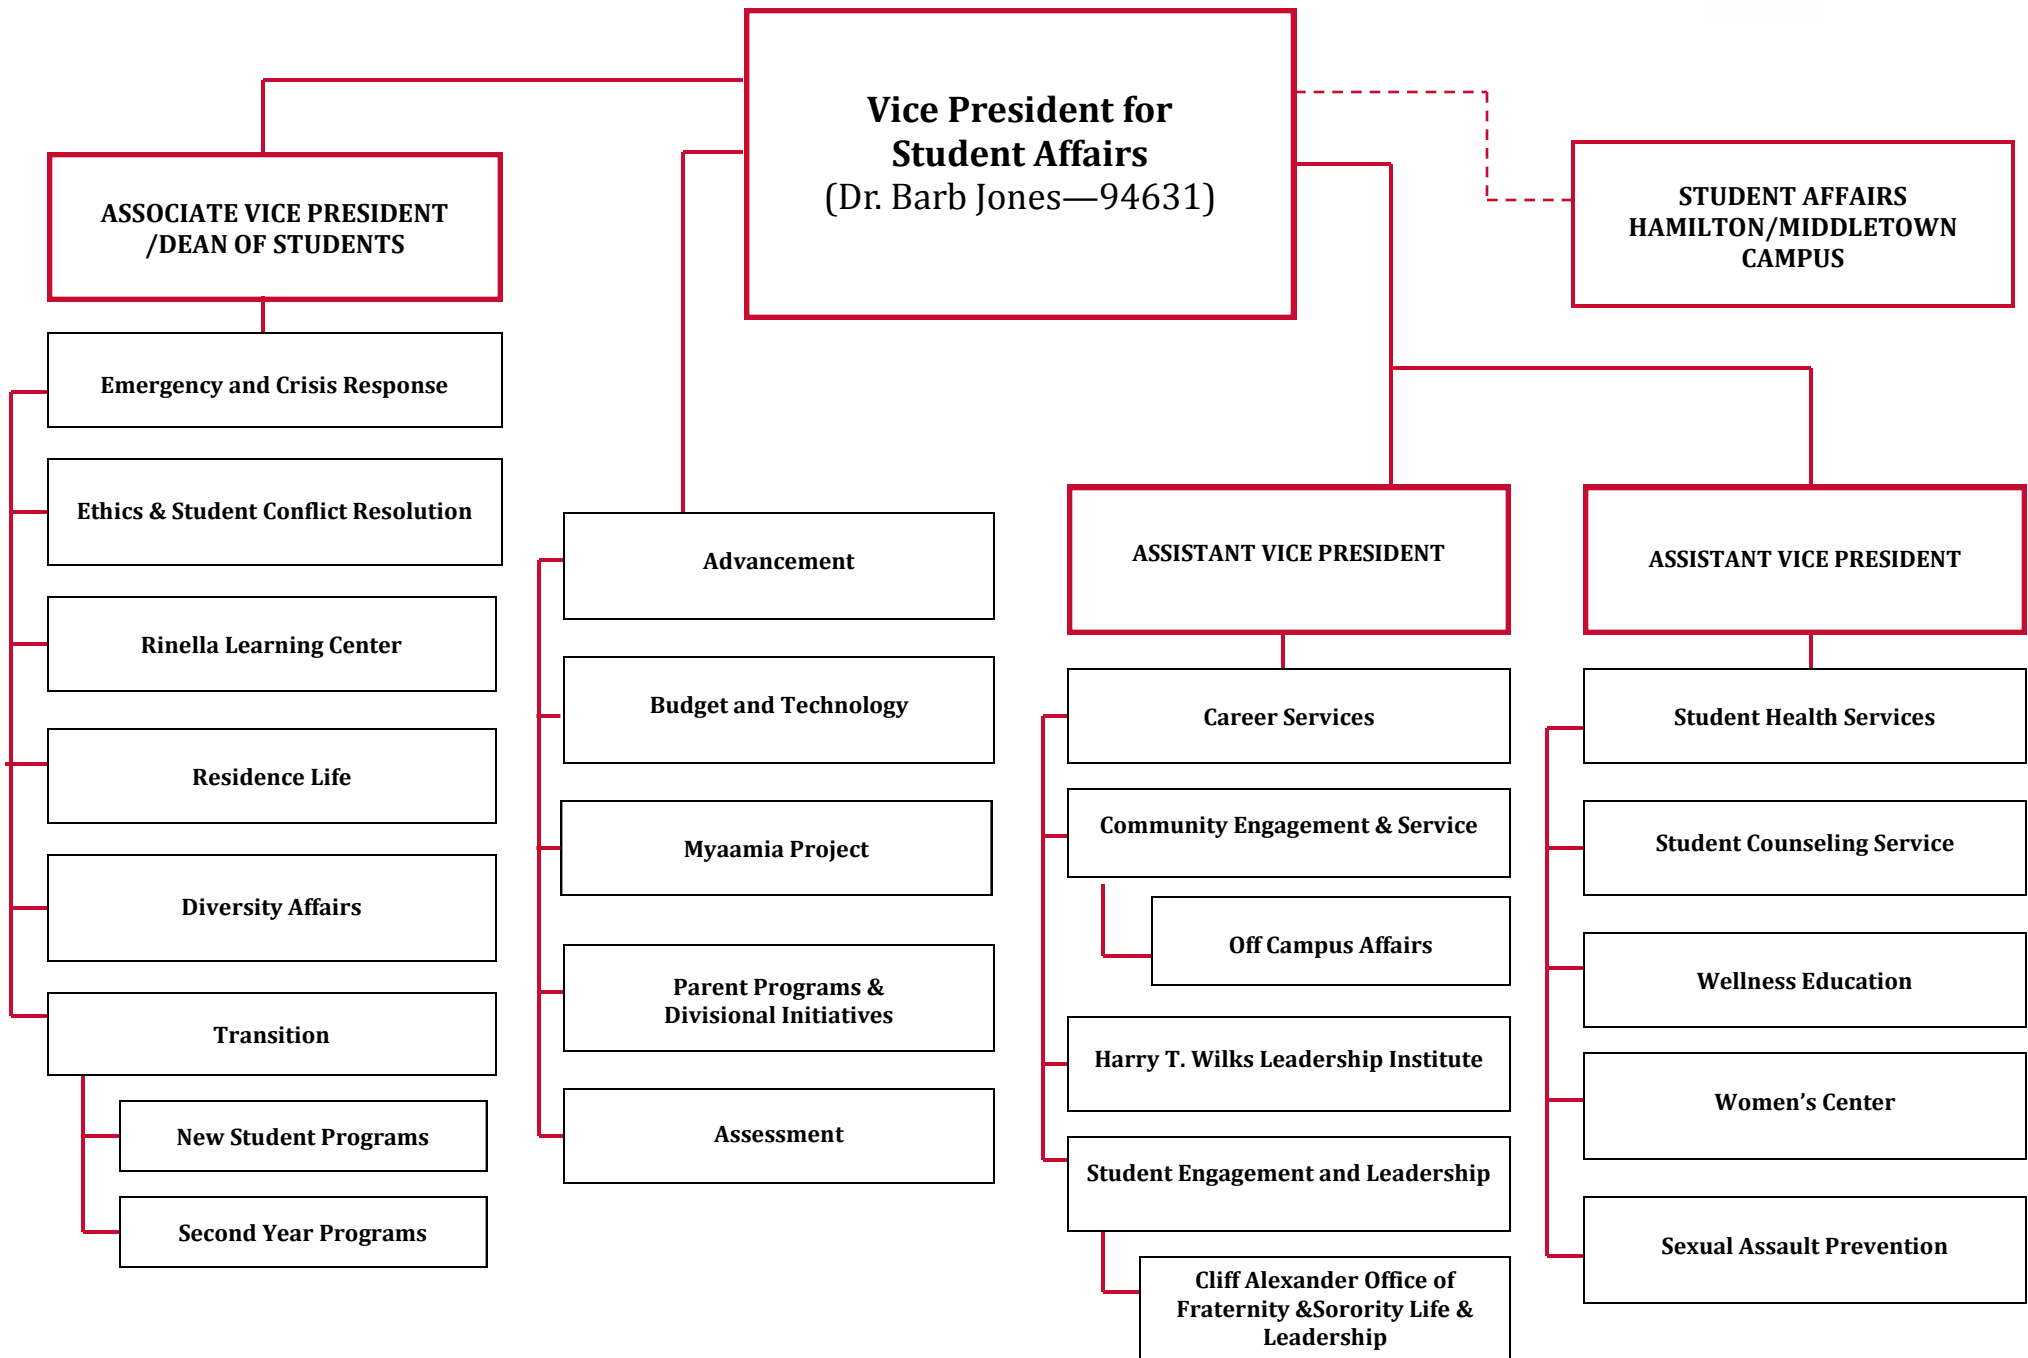 Vice President for
Student Affairs
(Dr. Barb Jones—94631)
STUDENT AFFAIRS
HAMILTON/MIDDLETOWN
CAMPUS
ASSOCIATE VICE PRESIDENT
/DEAN OF STUDENTS
Emergency and Crisis Response
Ethics & Student Conflict Resolution
Rinella Learning Center
Residence Life
Diversity Affairs
Transition
New Student Programs
Second Year Programs
Advancement
Budget and Technology
Myaamia Project
Parent Programs &
Divisional Initiatives
Assessment
ASSISTANT VICE PRESIDENT
Career Services
Community Engagement & Service
Off Campus Affairs
Harry T. Wilks Leadership Institute
Student Engagement and Leadership
Cliff Alexander Office of
Fraternity &Sorority Life &
Leadership
ASSISTANT VICE PRESIDENT
Student Health Services
Student Counseling Service
Wellness Education
Women’s Center
Sexual Assault Prevention